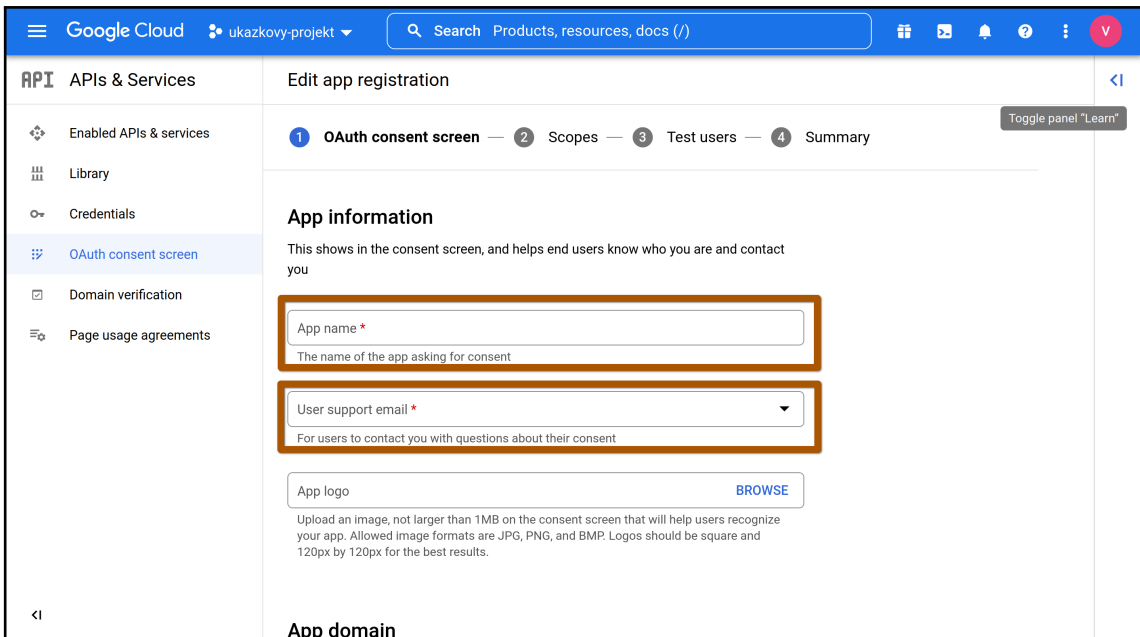 Google Cloud ukazkovy-projekt Search Products, resources, docs (/) V
API APIs & Services
Edit app registration
Toggle panel “Learn”
Enabled APIs & services
Library
Credentials
OAuth consent screen
Domain verification
Page usage agreements
1 OAuth consent screen — 2 Scopes — 3 Test users — 4 Summary
App information
This shows in the consent screen, and helps end users know who you are and contact
you
App name *
The name of the app asking for consent
User support email *
For users to contact you with questions about their consent
App logo BROWSE
Upload an image, not larger than 1MB on the consent screen that will help users recognize
your app. Allowed image formats are JPG, PNG, and BMP. Logos should be square and
120px by 120px for the best results.
App domain